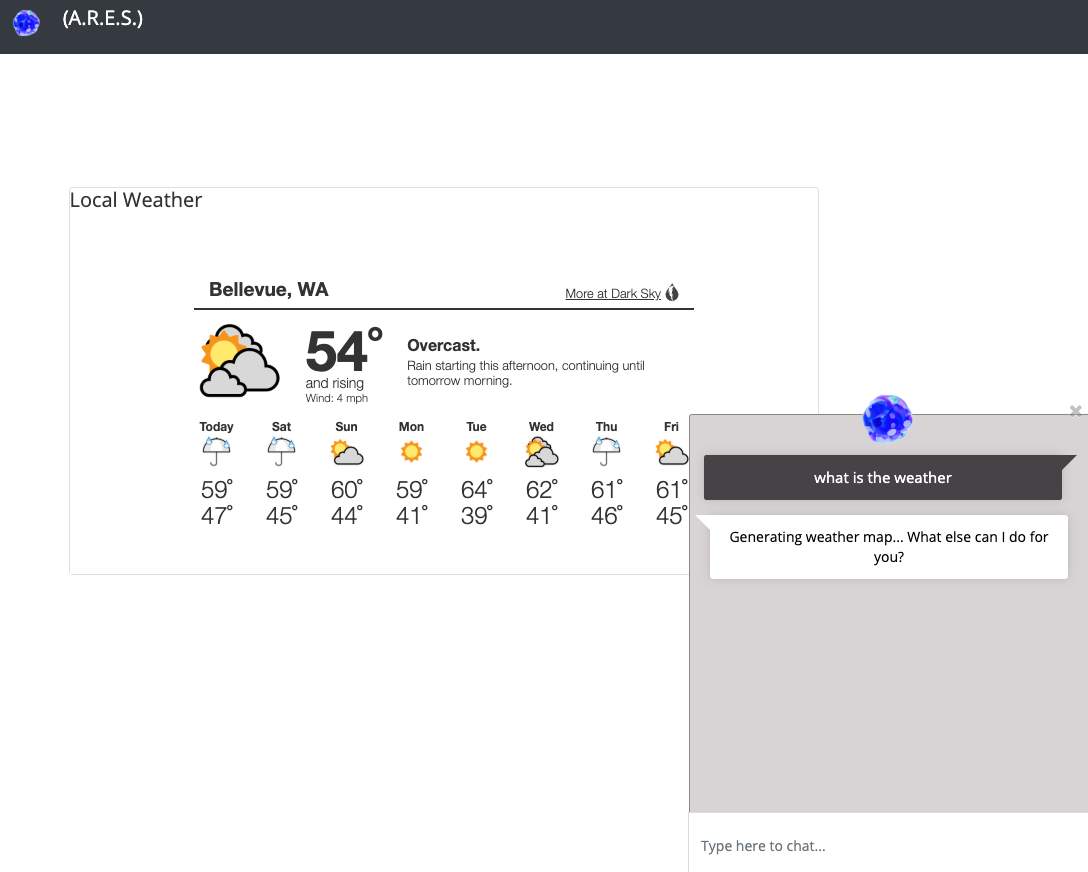 (A.R.E.S.)
Local Weather
Bellevue, WA
More at Dark Sky
54°
and rising
Wind: 4 mph
Overcast.
Rain starting this afternoon, continuing until
tomorrow morning.
Today Sat Sun Mon Tue Wed Thu Fri
59° 59° 60° 59° 64° 62° 61° 61°
47° 45° 44° 41° 39° 41° 46° 45°
×
what is the weather
Generating weather map... What else can I do for
you?
Type here to chat...